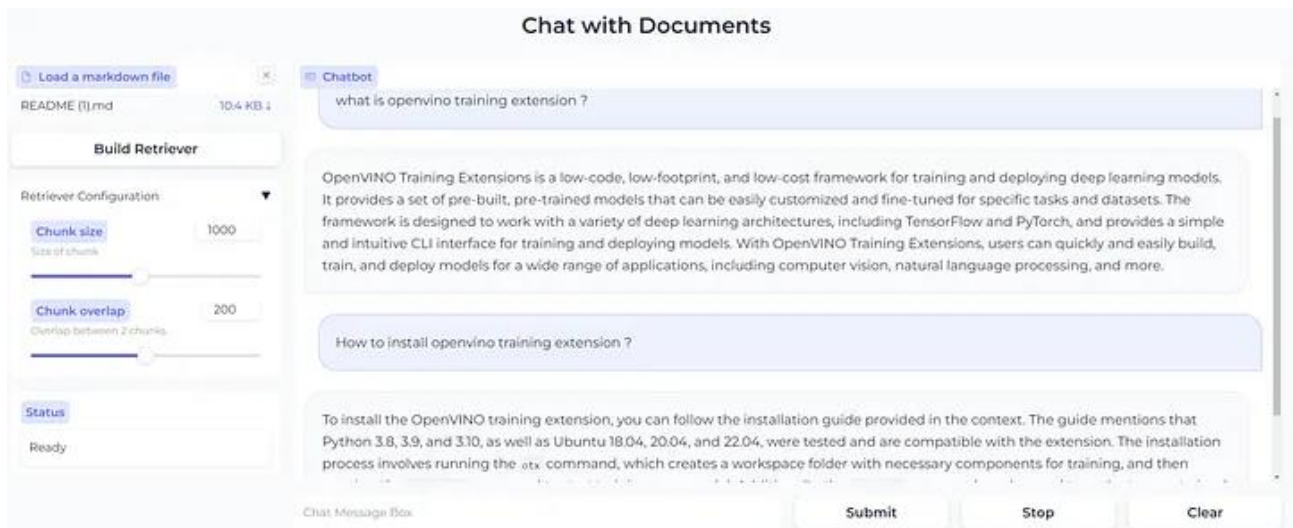 Chat with Documents
Load a markdown file
README (1).md 10.4 KB ↓
Build Retriever
Retriever Configuration
Chunk size 1000
Size of chunk
Chunk overlap 200
Overlap between 2 chunks
Status
Ready
Chatbot
what is openvino training extension ?
OpenVINO Training Extensions is a low-code, low-footprint, and low-cost framework for training and deploying deep learning models.
It provides a set of pre-built, pre-trained models that can be easily customized and fine-tuned for specific tasks and datasets. The
framework is designed to work with a variety of deep learning architectures, including TensorFlow and PyTorch, and provides a simple
and intuitive CLI interface for training and deploying models. With OpenVINO Training Extensions, users can quickly and easily build,
train, and deploy models for a wide range of applications, including computer vision, natural language processing, and more.
How to install openvino training extension ?
To install the OpenVINO training extension, you can follow the installation guide provided in the context. The guide mentions that
Python 3.8, 3.9, and 3.10, as well as Ubuntu 18.04, 20.04, and 22.04, were tested and are compatible with the extension. The installation
process involves running the otx command, which creates a workspace folder with necessary components for training, and then
Chat Message Box
Submit Stop Clear